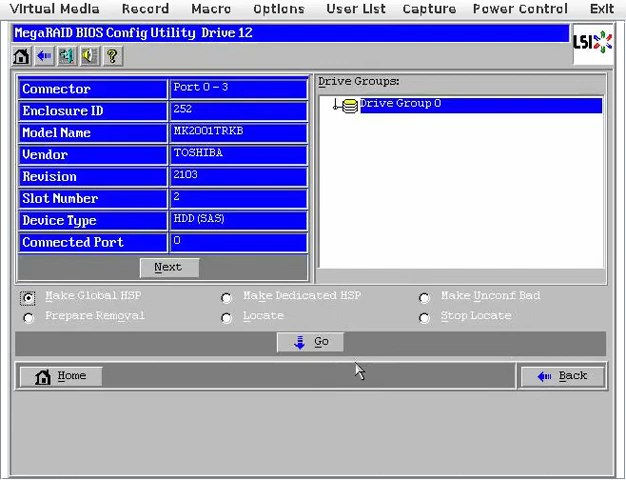 Virtual Media Record Macro Options User List Capture Power Control Exit
MegaRAID BIOS Config Utility Drive 12
LSI
Connector Port 0 - 3
Enclosure ID 252
Model Name MK2001TRKB
Vendor TOSHIBA
Revision 2103
Slot Number 2
Device Type HDD (SAS)
Connected Port 0
Next
Drive Groups:
Drive Group 0
Make Global HSP Make Dedicated HSP Make Unconf Bad
Prepare Removal Locate Stop Locate
Go
Home Back